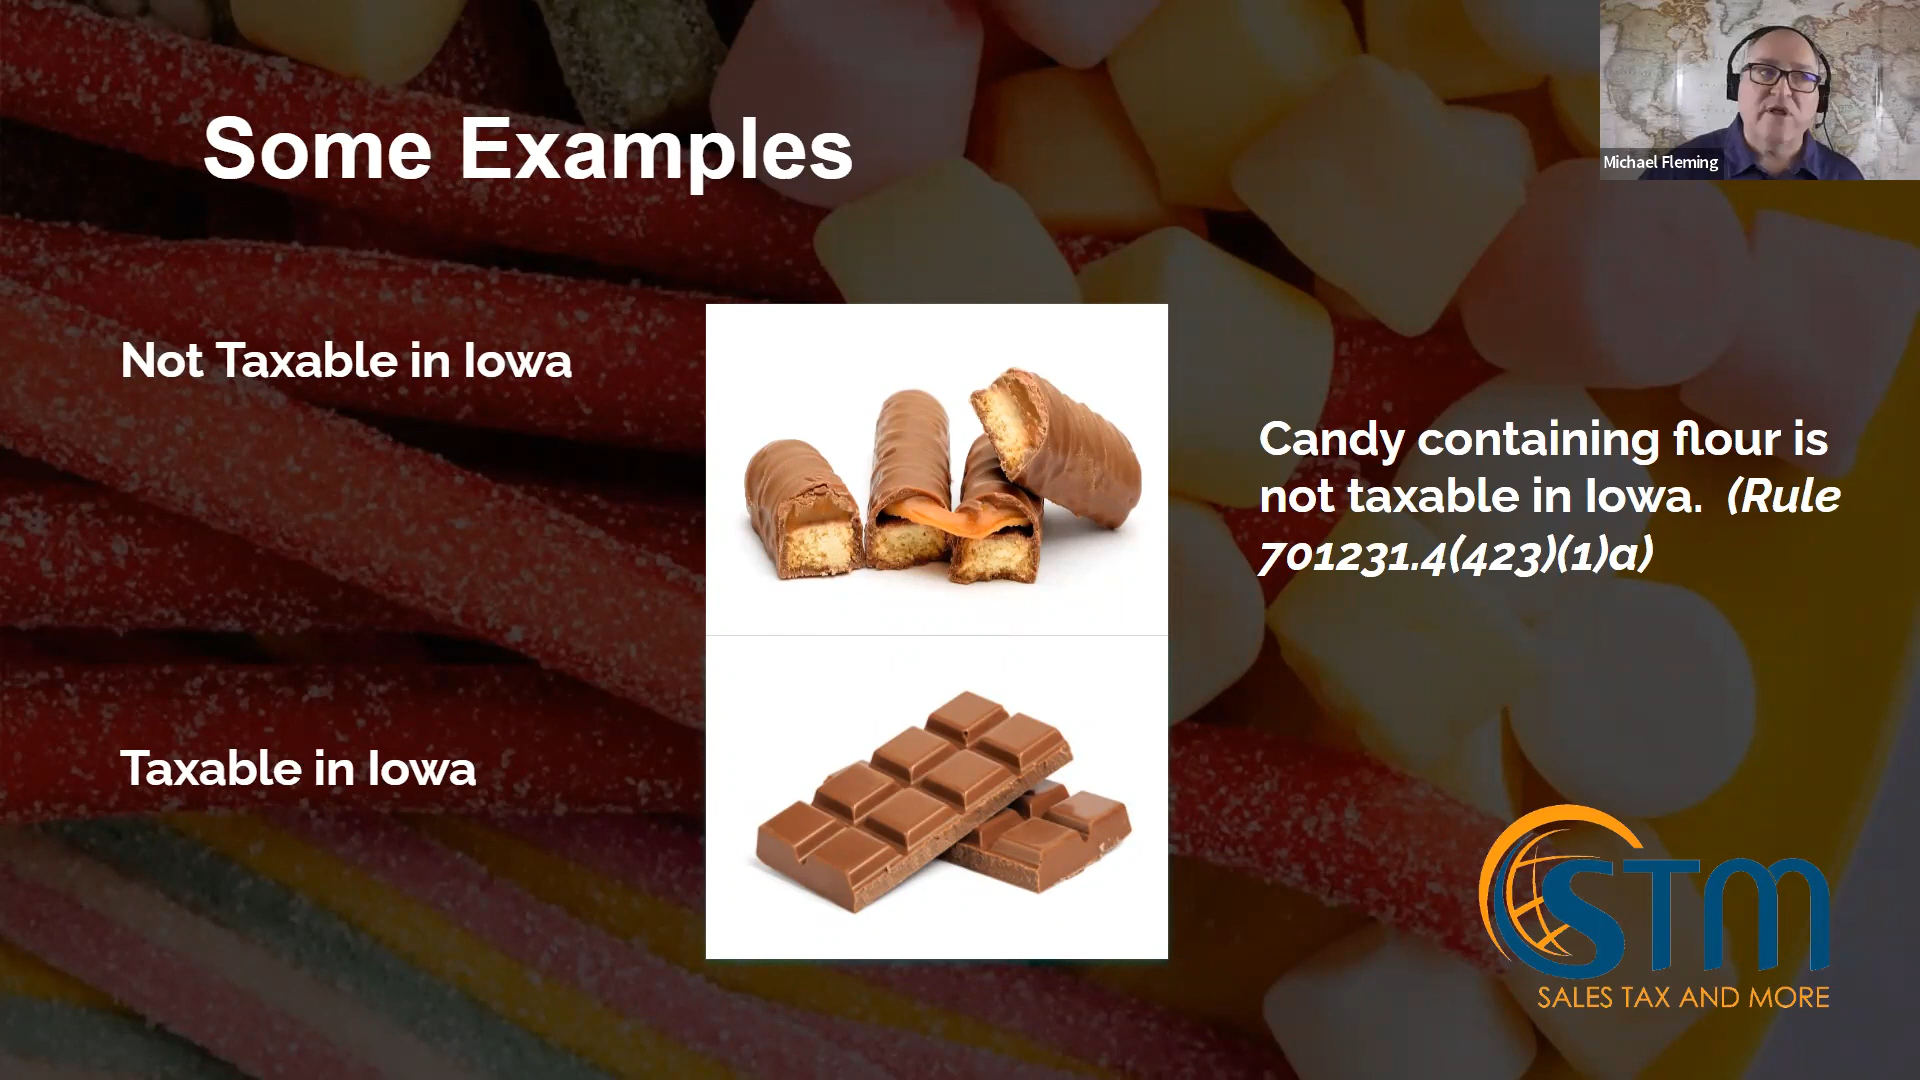 Some Examples
Michael Fleming
Not Taxable in Iowa
Candy containing flour is
not taxable in Iowa. (Rule
701231.4(423)(1)a)
Taxable in Iowa
STM
SALES TAX AND MORE